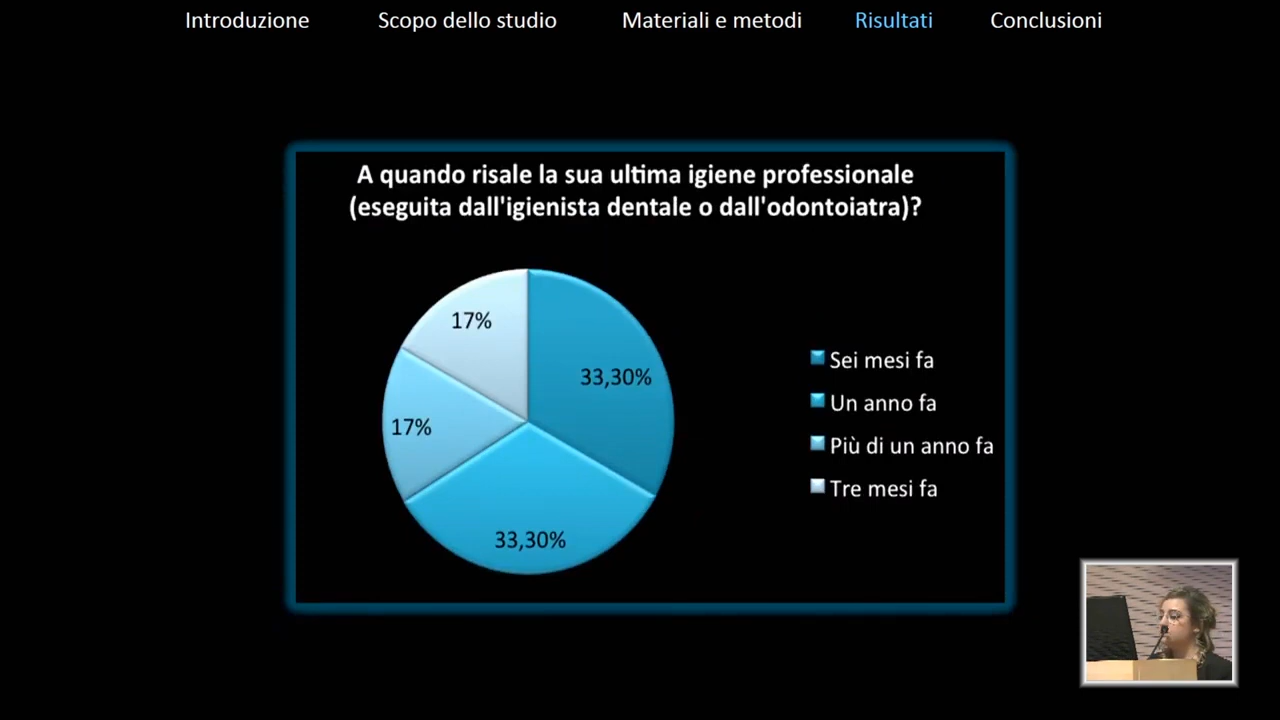 Introduzione Scopo dello studio Materiali e metodi Risultati Conclusioni
A quando risale la sua ultima igiene professionale
(eseguita dall'igienista dentale o dall'odontoiatra)?
17%
33,30%
17%
33,30%
Sei mesi fa
Un anno fa
Più di un anno fa
Tre mesi fa